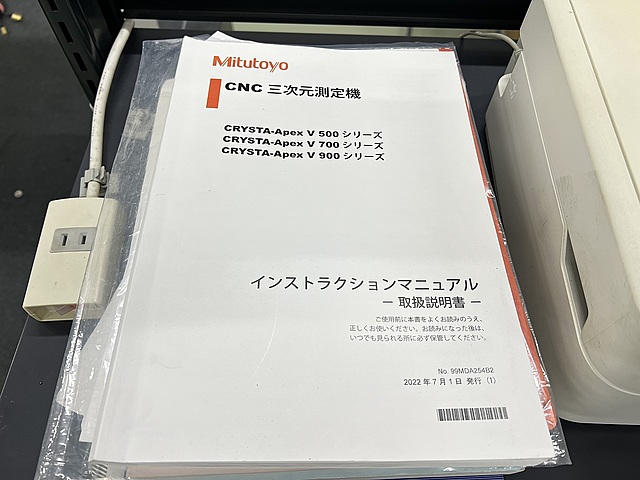 Mitutoyo
CNC 三次元測定機
CRYSTA-Apex V 500 シリーズ
CRYSTA-Apex V 700 シリーズ
CRYSTA-Apex V 900 シリーズ
インストラクションマニュアル
－ 取扱説明書 －
ご使用前に本書をよくお読みのうえ、
正しくお使いください。お読みになった後は、
いつでも見られる所に必ず保管してください。
No. 99MDA254B2
2022 年 7 月 1 日 発行（1）